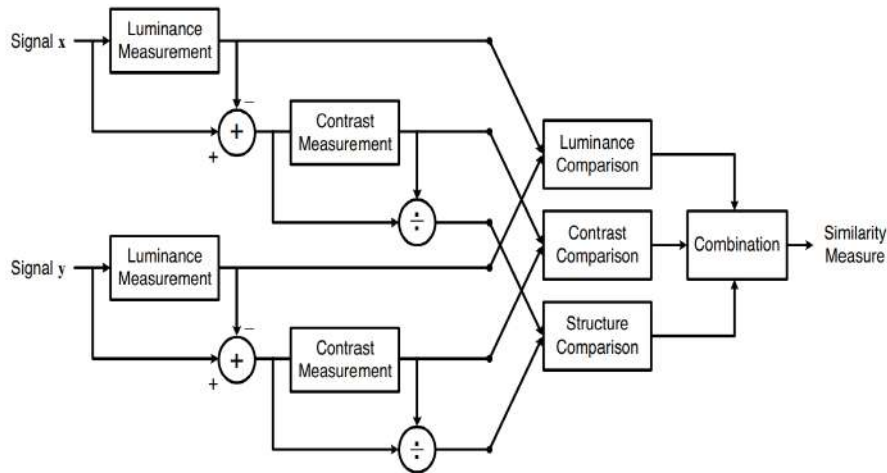 Signal x
Luminance
Measurement
−
+
+
Contrast
Measurement
÷
Luminance
Comparison
Signal y
Luminance
Measurement
Contrast
Comparison
Combination
Similarity
Measure
−
+
+
Contrast
Measurement
Structure
Comparison
÷